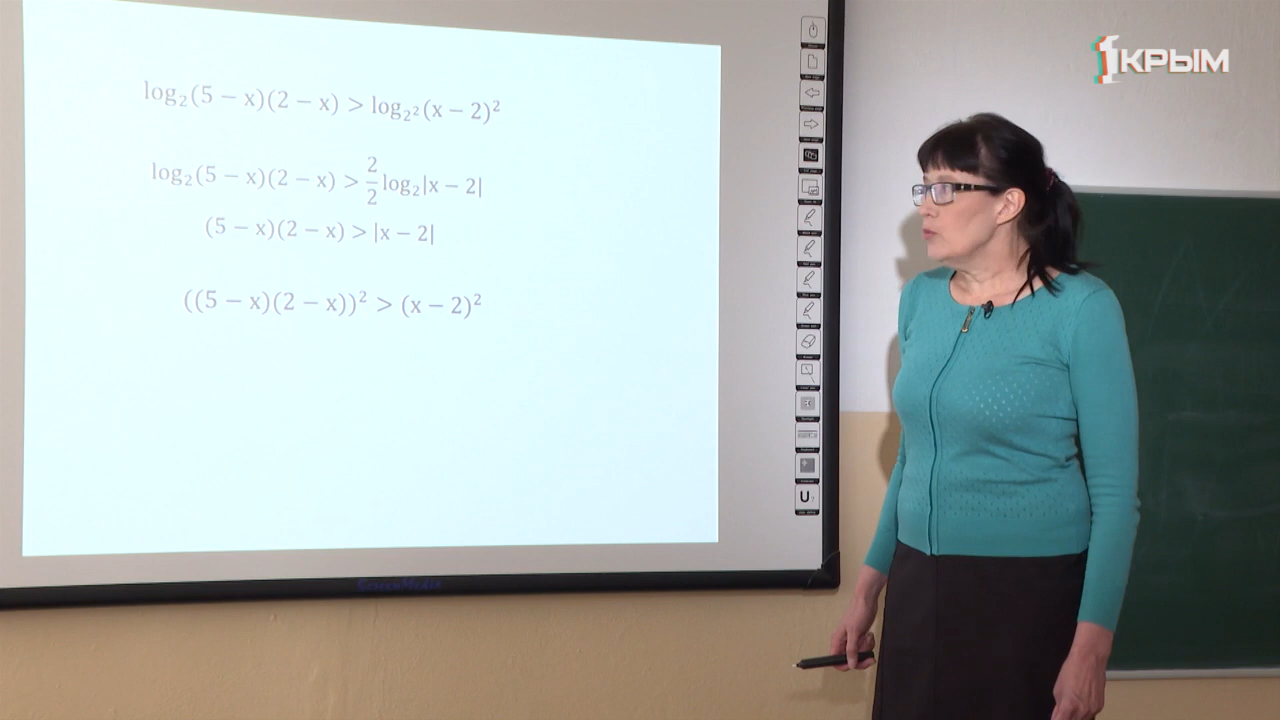 1КРЫМ
log₂(5 − x)(2 − x) > log₂²(x − 2)²
log₂(5 − x)(2 − x) > 2/2 log₂|x − 2|
(5 − x)(2 − x) > |x − 2|
((5 − x)(2 − x))² > (x − 2)²